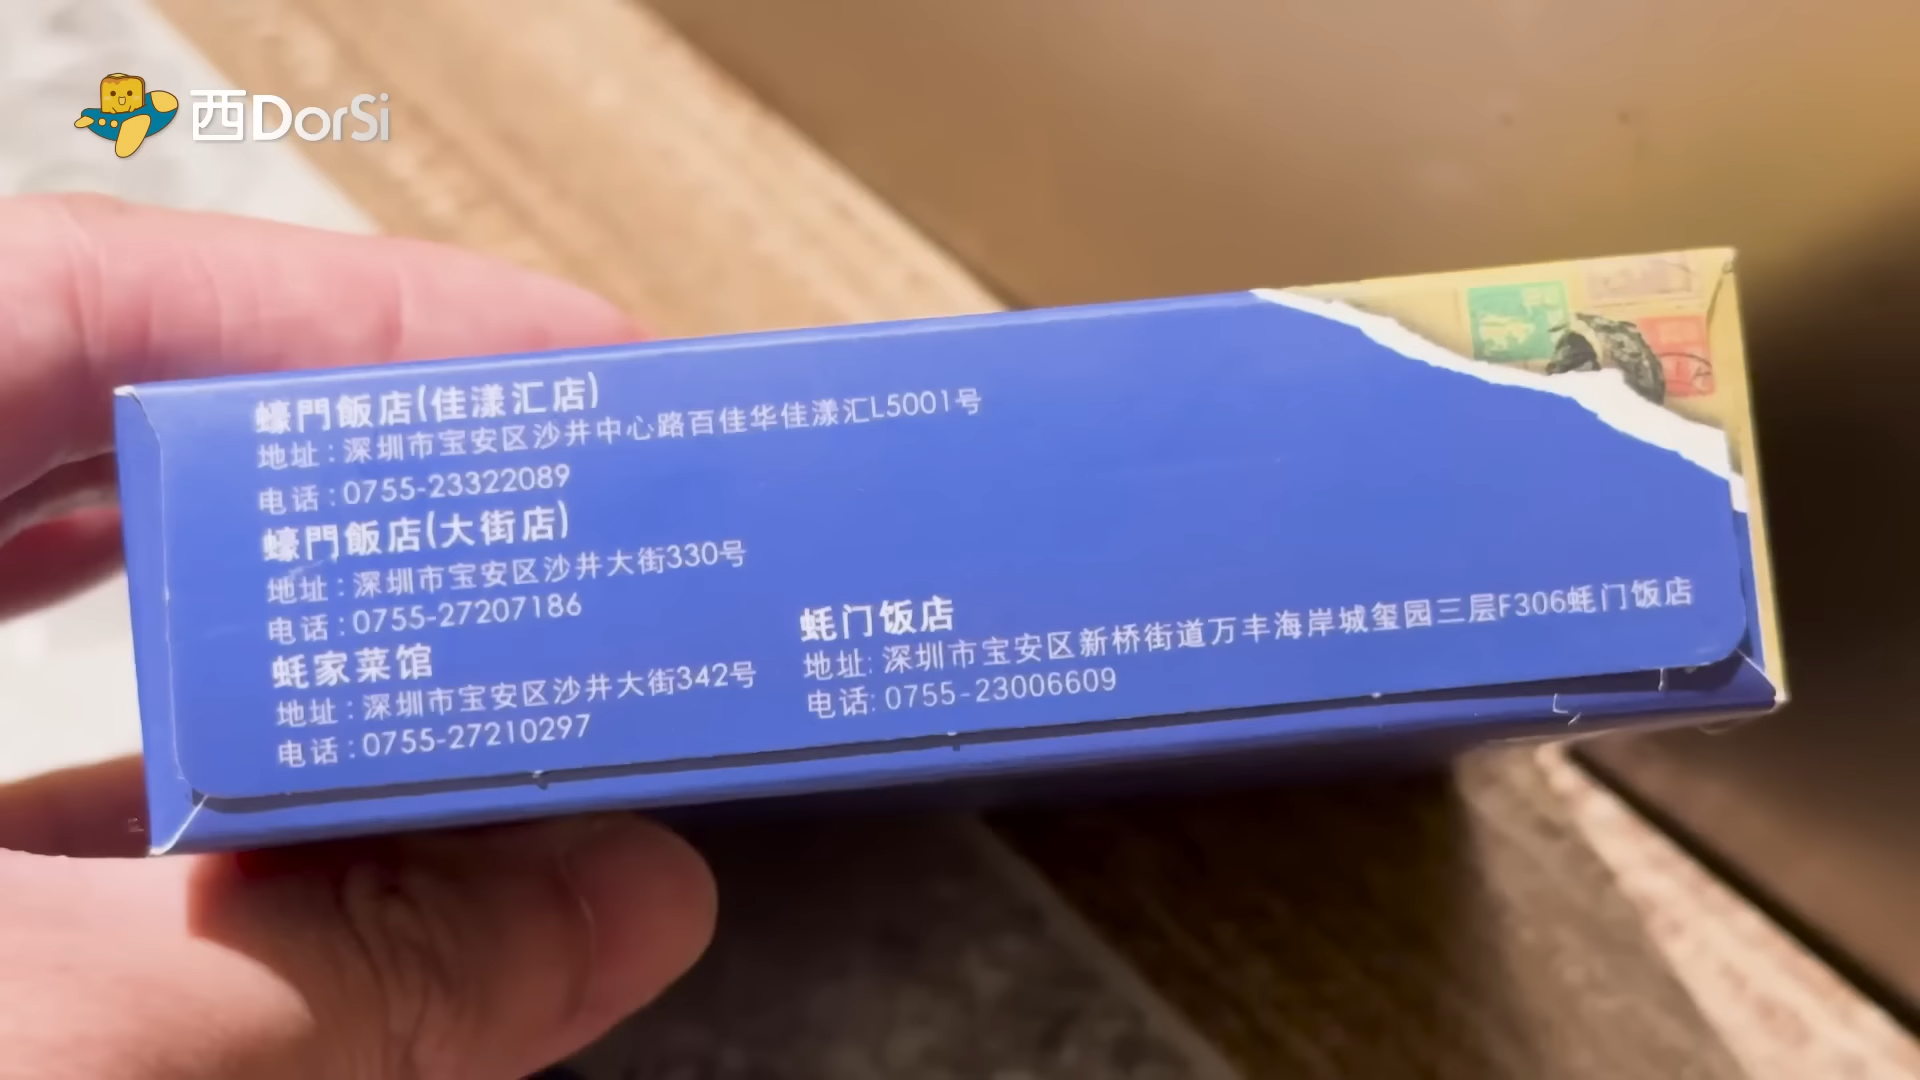 西DorSi
蠔門飯店(佳漾汇店)
地址:深圳市宝安区沙井中心路百佳华佳漾汇L5001号
电话:0755-23322089
蠔門飯店(大街店)
地址:深圳市宝安区沙井大街330号
电话:0755-27207186
蚝家菜馆
地址:深圳市宝安区沙井大街342号
电话:0755-27210297
蚝门饭店
地址:深圳市宝安区新桥街道万丰海岸城玺园三层F306蚝门饭店
电话:0755-23006609